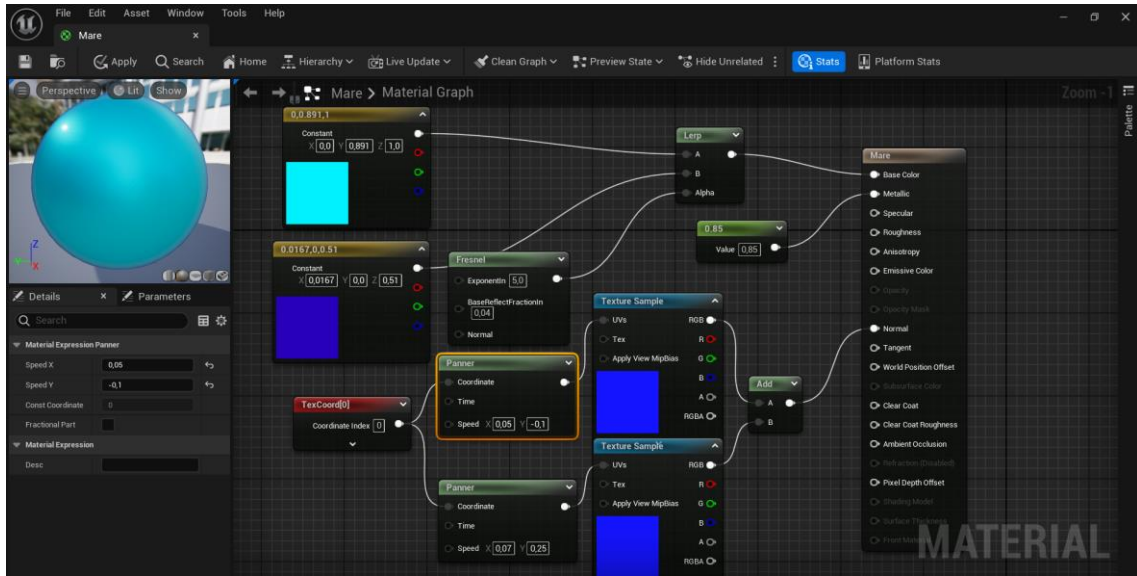 File Edit Asset Window Tools Help
Mare
Apply Search Home Hierarchy Live Update Clean Graph Preview State Hide Unrelated Stats Platform Stats
Perspective Lit Show
Mare > Material Graph
Zoom -1
Palette
0,0.891,1
Constant
X 0,0 Y 0,891 Z 1,0
Lerp
A
B
Alpha
0,85
Value 0,85
0.0167,0,0.51
Constant
X 0,0167 Y 0,0 Z 0,51
Fresnel
ExponentIn 5,0
BaseReflectFractionIn
0,04
Normal
Panner
Coordinate
Time
Speed X 0,05 Y -0,1
TexCoord[0]
Coordinate Index 0
Panner
Coordinate
Time
Speed X 0,07 Y 0,25
Texture Sample
UVs RGB
Tex R
Apply View MipBias G
B
A
RGBA
Texture Sample
UVs RGB
Tex R
Apply View MipBias G
B
A
RGBA
Add
A
B
Mare
Base Color
Metallic
Specular
Roughness
Anisotropy
Emissive Color
Opacity
Opacity Mask
Normal
Tangent
World Position Offset
Subsurface Color
Clear Coat
Clear Coat Roughness
Ambient Occlusion
Refraction (Disabled)
Pixel Depth Offset
Shading Model
Surface Thickness
Front Mat
MATERIAL
Z
Y
X
Details Parameters
Search
Material Expression Panner
Speed X 0,05
Speed Y -0,1
Const Coordinate 0
Fractional Part
Material Expression
Desc